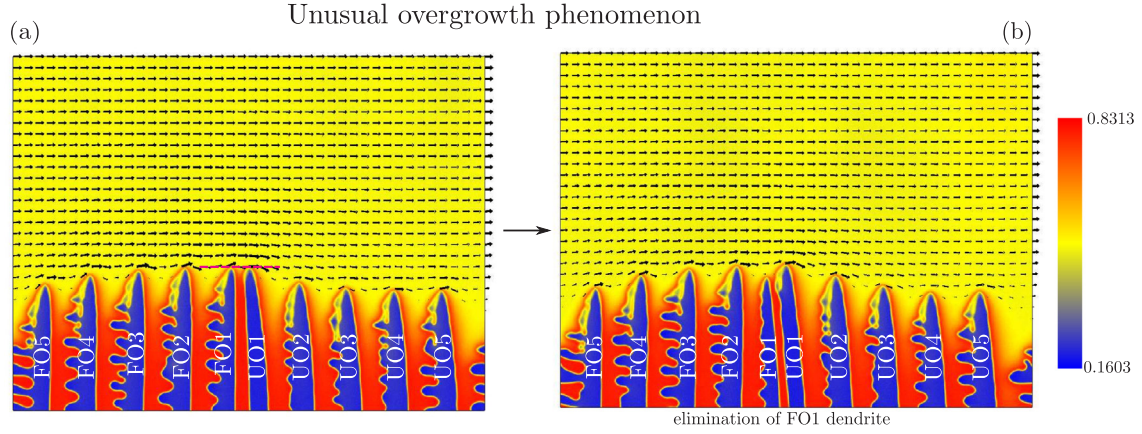 Unusual overgrowth phenomenon
(a)
(b)
FO5
FO4
FO3
FO2
FO1
UO1
UO2
UO3
UO4
UO5
FO5
FO4
FO3
FO2
FO1
UO1
UO2
UO3
UO4
UO5
0.8313
0.1603
elimination of FO1 dendrite